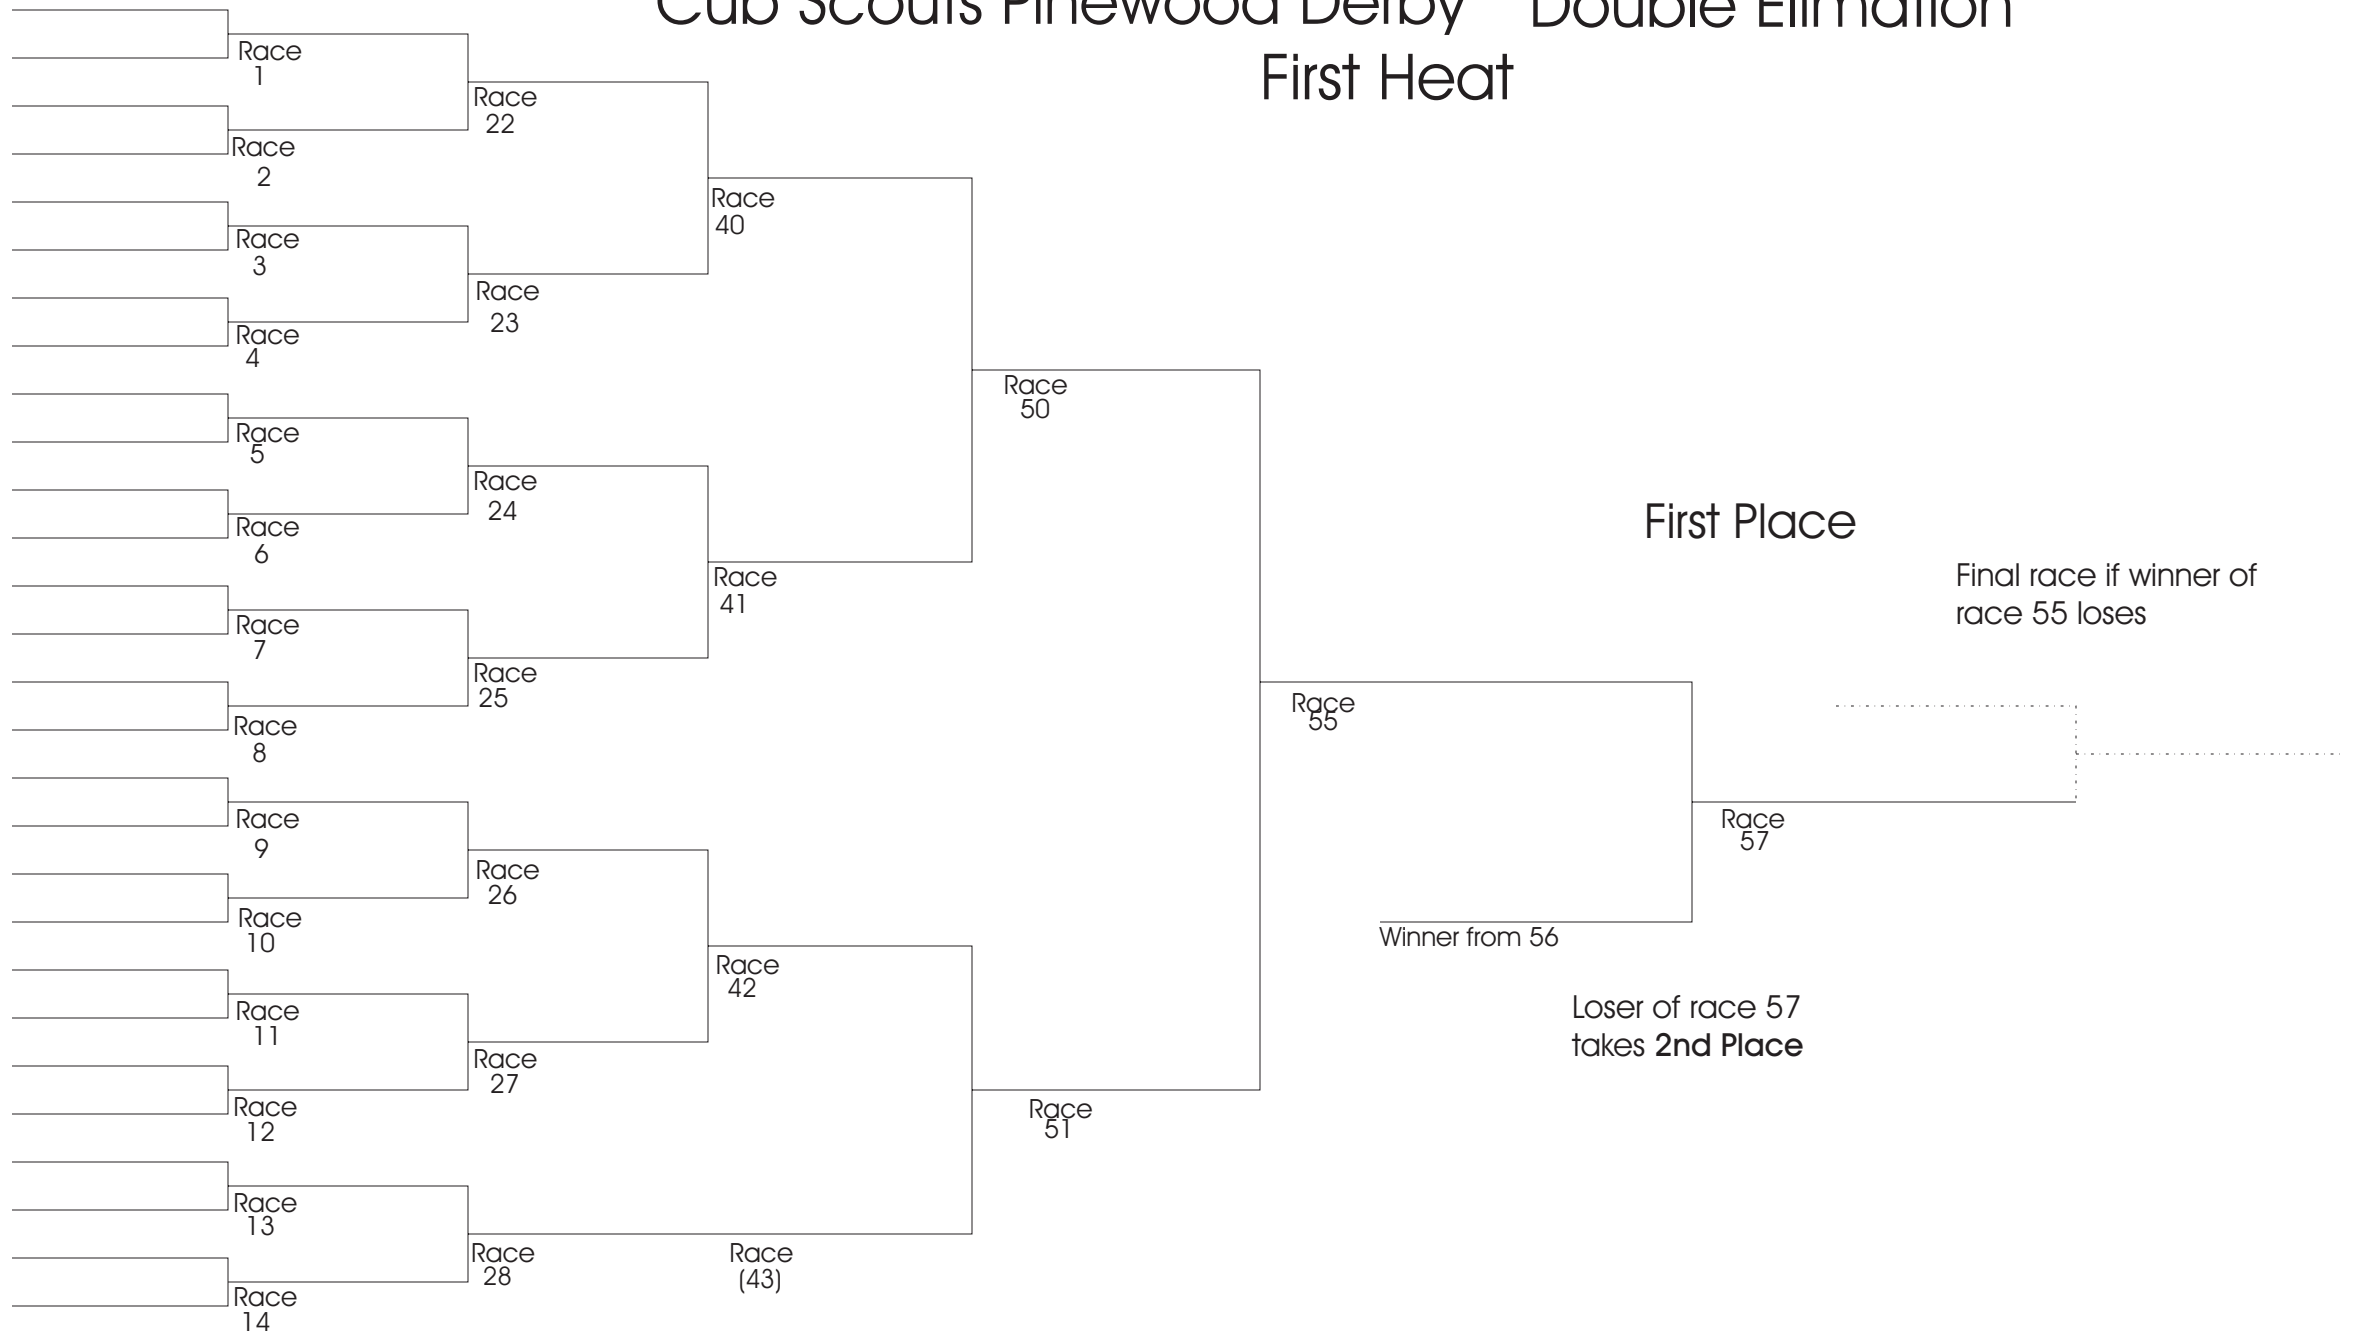 Cub Scouts Pinewood Derby Double Elimation
First Heat
Race
1
Race
2
Race
3
Race
4
Race
5
Race
6
Race
7
Race
8
Race
9
Race
10
Race
11
Race
12
Race
13
Race
14
Race
22
Race
23
Race
24
Race
25
Race
26
Race
27
Race
28
Race
40
Race
41
Race
42
Race
(43)
Race
50
Race
51
Race
55
Winner from 56
First Place
Final race if winner of
race 55 loses
Race
57
Loser of race 57
takes 2nd Place